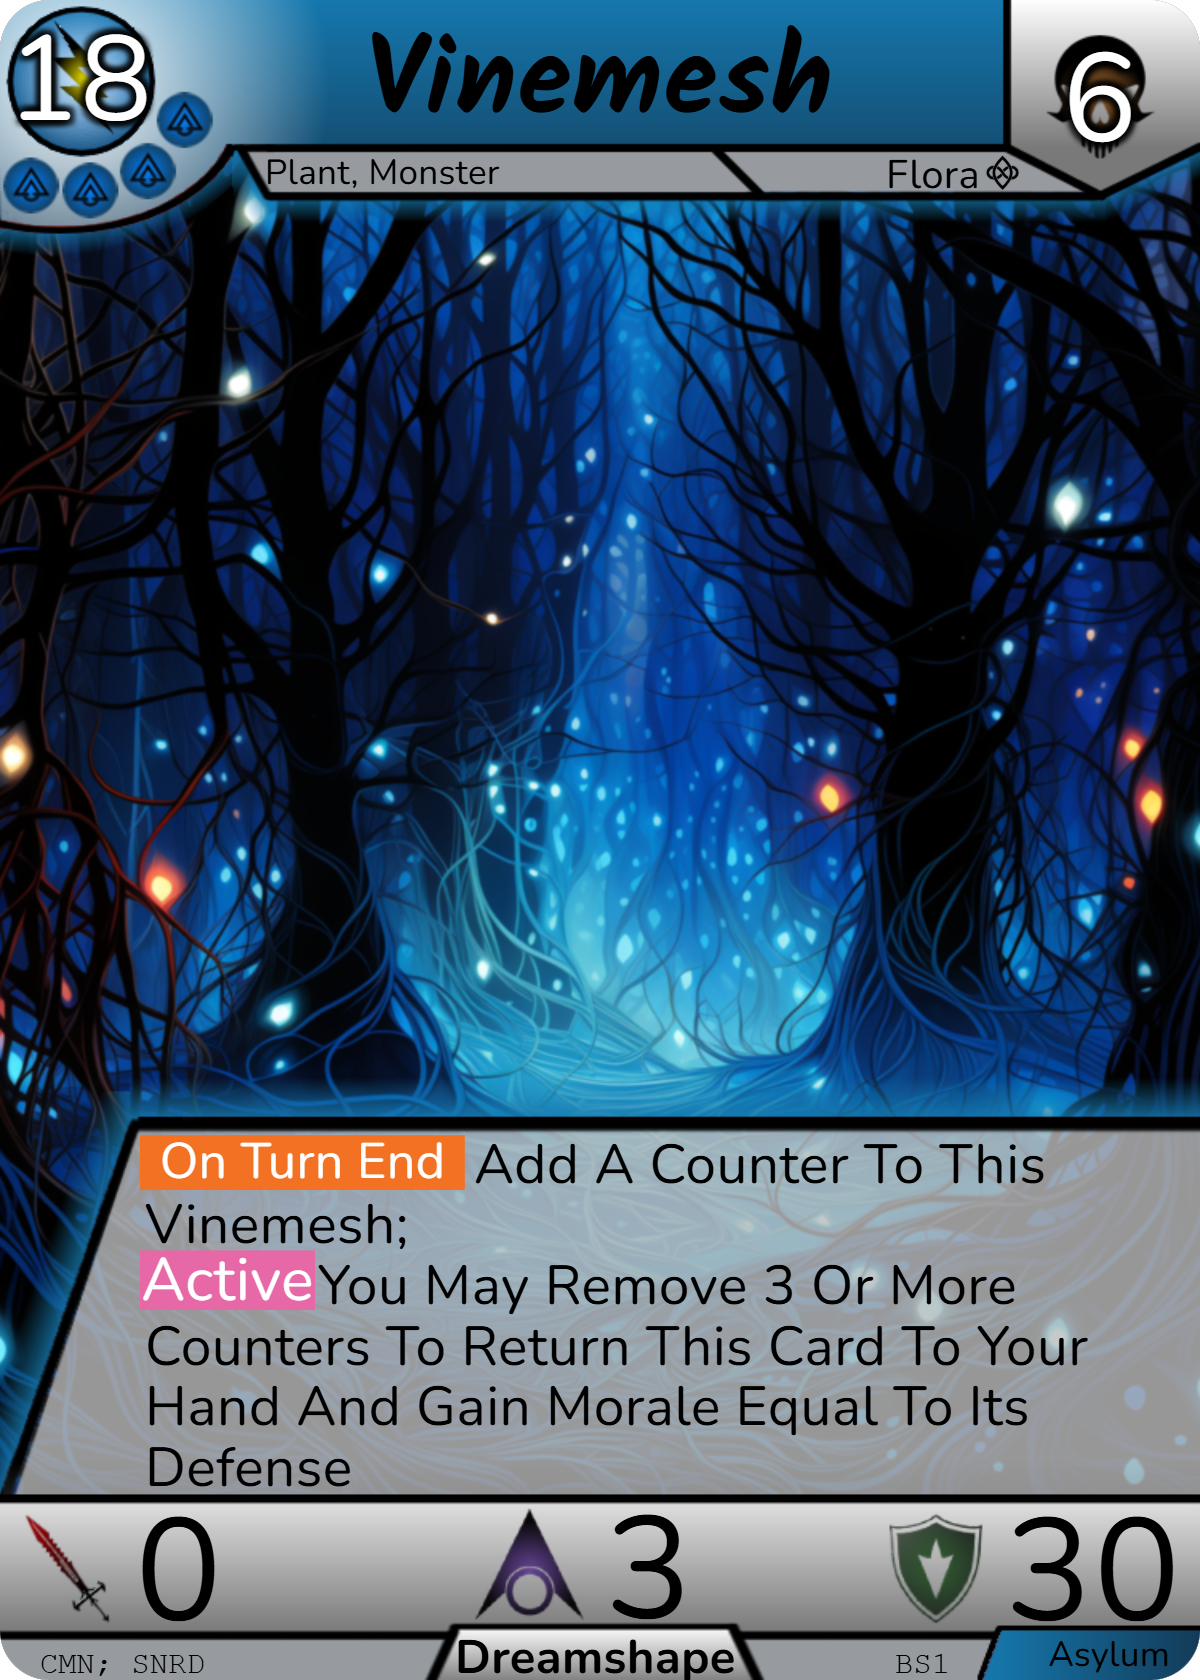 18
Vinemesh
6
Plant, Monster
Flora
On Turn End Add A Counter To This
Vinemesh;
Active You May Remove 3 Or More
Counters To Return This Card To Your
Hand And Gain Morale Equal To Its
Defense
0
3
30
CMN; SNRD
Dreamshape
BS1
Asylum